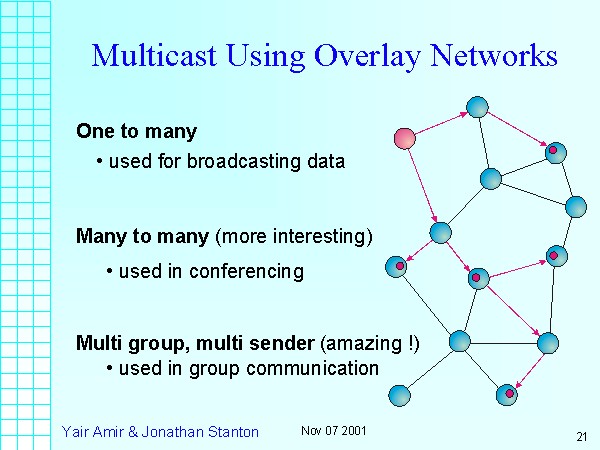 Multicast Using Overlay Networks
One to many
• used for broadcasting data
Many to many (more interesting)
• used in conferencing
Multi group, multi sender (amazing !)
• used in group communication
Yair Amir & Jonathan Stanton
Nov 07 2001
21